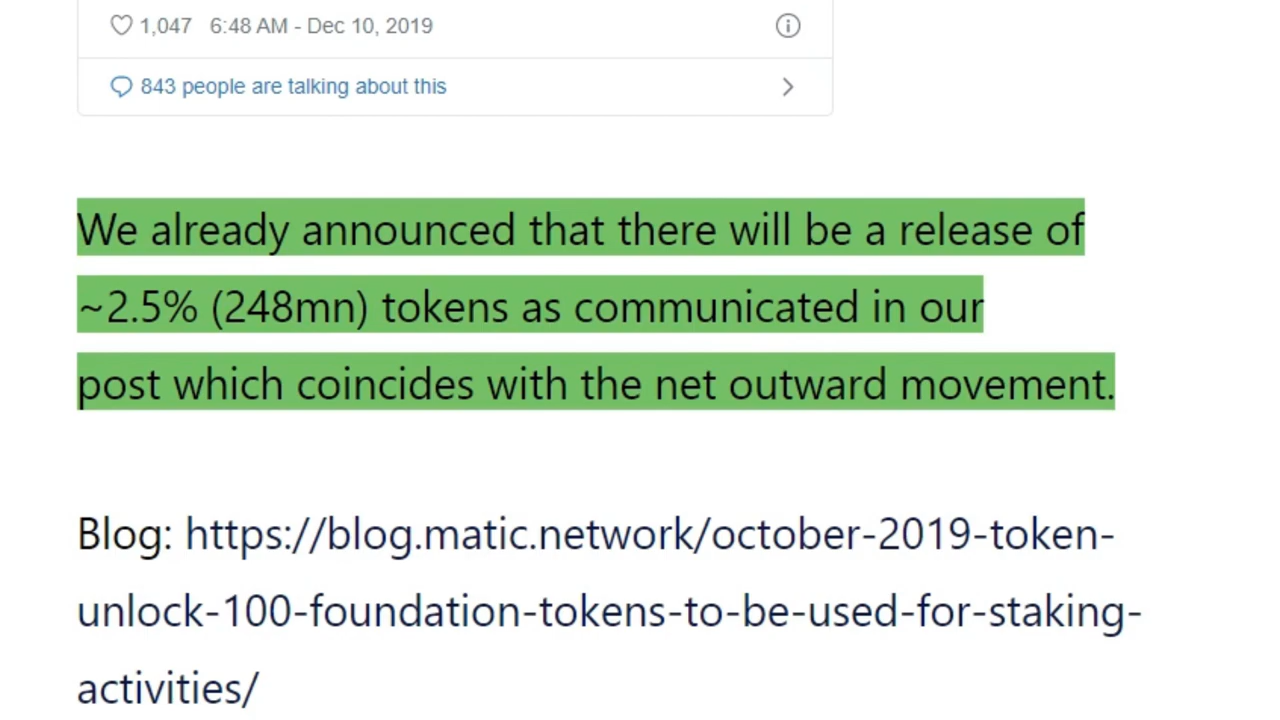 1,047 6:48 AM - Dec 10, 2019
843 people are talking about this
We already announced that there will be a release of
~2.5% (248mn) tokens as communicated in our
post which coincides with the net outward movement.
Blog: https://blog.matic.network/october-2019-token-
unlock-100-foundation-tokens-to-be-used-for-staking-
activities/